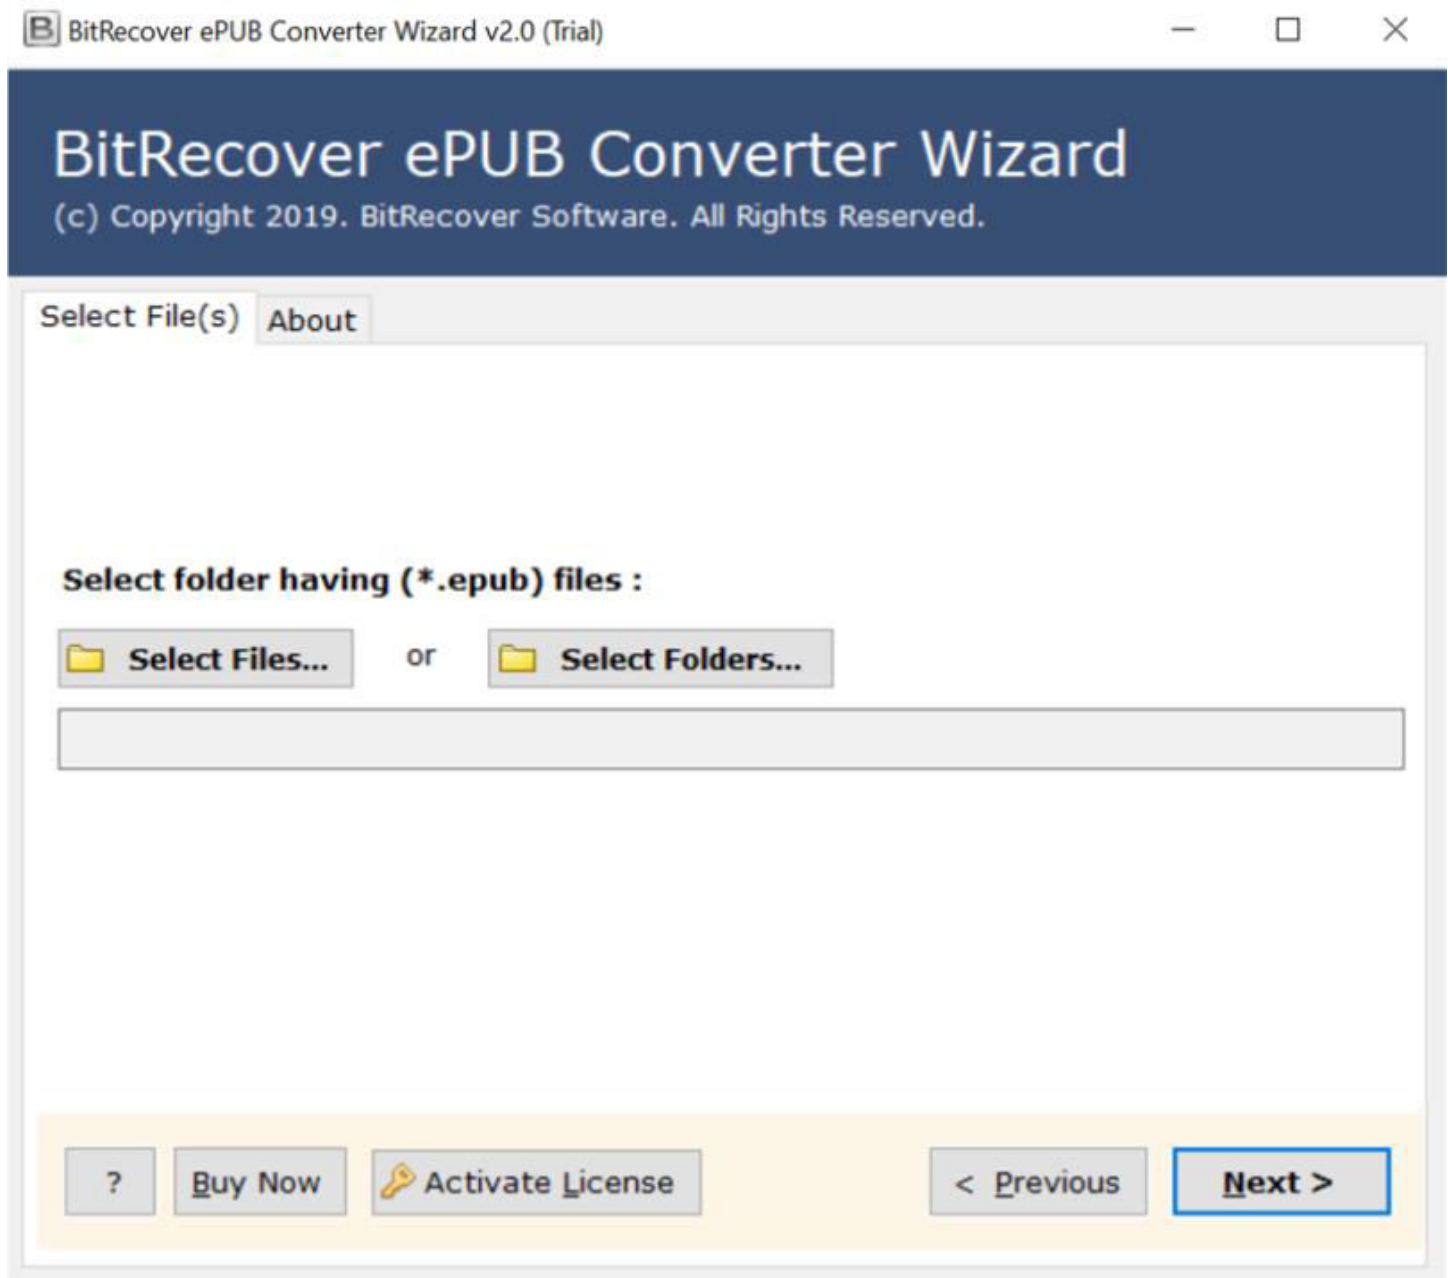 B BitRecover ePUB Converter Wizard v2.0 (Trial)
BitRecover ePUB Converter Wizard
(c) Copyright 2019. BitRecover Software. All Rights Reserved.
Select File(s) About
Select folder having (*.epub) files :
Select Files... or Select Folders...
? Buy Now Activate License < Previous Next >